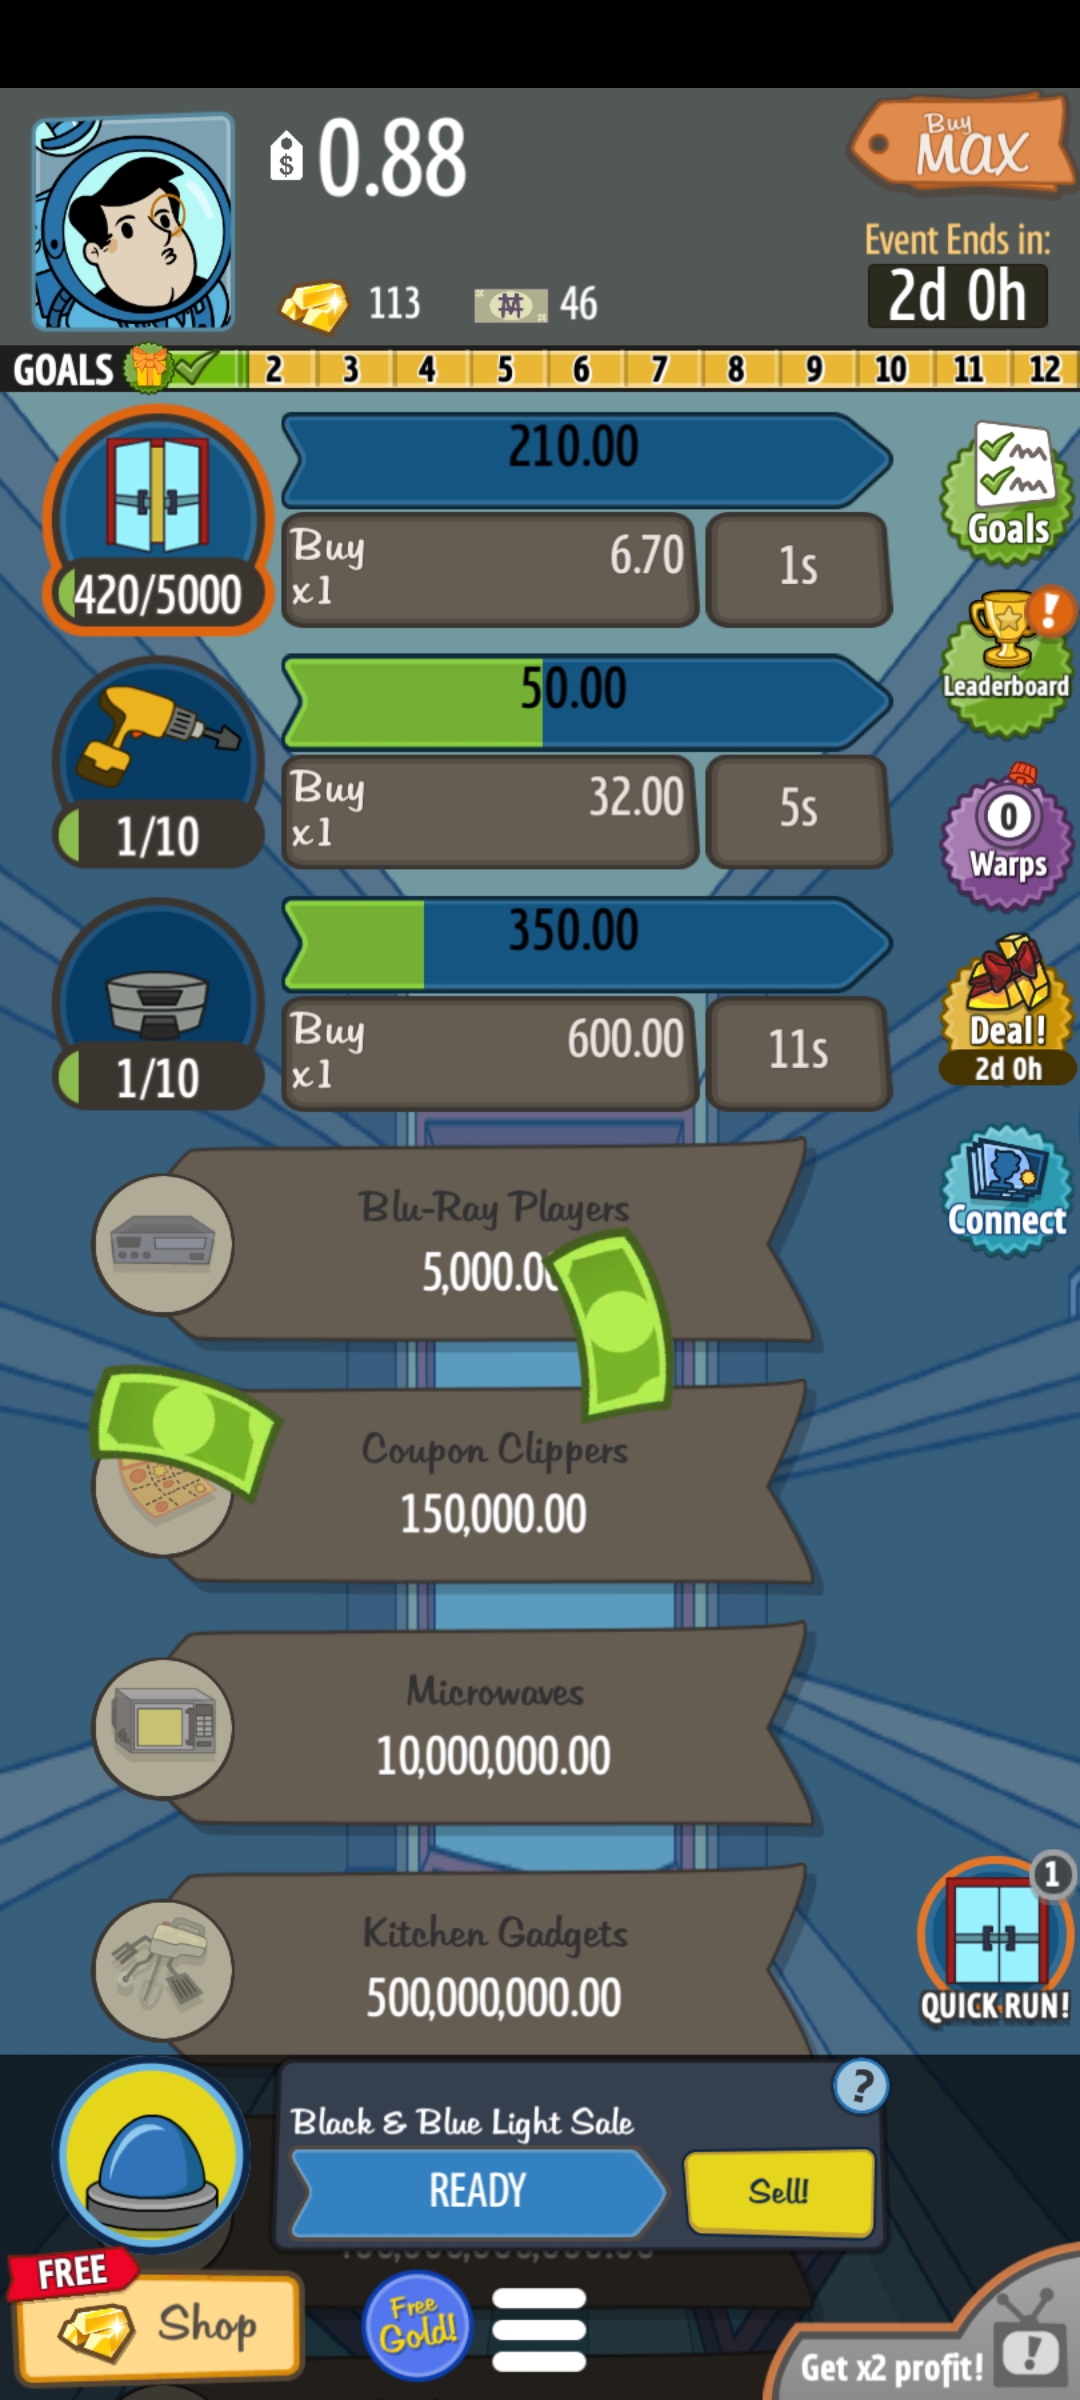 $ 0.88
Buy
Max
113
46
Event Ends in:
2d 0h
GOALS 2 3 4 5 6 7 8 9 10 11 12
210.00
Buy
x1
6.70
1s
420/5000
Goals
50.00
Buy
x1
32.00
5s
1/10
!
Leaderboard
0
Warps
350.00
Buy
x1
600.00
11s
1/10
Deal!
2d 0h
Blu-Ray Players
Connect
Coupon Clippers
150,000.00
Microwaves
10,000,000.00
Kitchen Gadgets
500,000,000.00
1
QUICK RUN!
?
Black & Blue Light Sale
READY
Sell!
FREE
Shop
Free
Gold!
Get x2 profit!
!